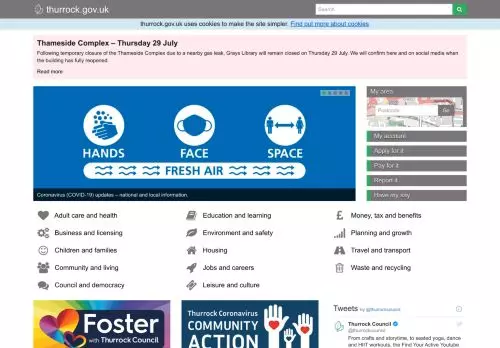 thurrock.gov.uk
Search
thurrock.gov.uk uses cookies to make the site simpler. Find out more about cookies
Thameside Complex – Thursday 29 July
Following temporary closure of the Thameside Complex due to a nearby gas leak, Grays Library will remain closed on Thursday 29 July. We will confirm here and on social media when
the building has fully reopened.
Read more
HANDS
FACE
SPACE
FRESH AIR
Coronavirus (COVID-19) updates – national and local information.
My area
Postcode
Go
My account
Apply for it
Pay for it
Report it
Have my say
Adult care and health
Education and learning
Money, tax and benefits
Business and licensing
Environment and safety
Planning and growth
Children and families
Housing
Travel and transport
Community and living
Jobs and careers
Waste and recycling
Council and democracy
Leisure and culture
Foster
with Thurrock Council
Thurrock Coronavirus
COMMUNITY
ACTION
Tweets by @thurrockcouncil
Thurrock Council
@thurrockcouncil
From crafts and storytime, to seated yoga, dance
and HIIT workouts, the Find Your Active Youtube